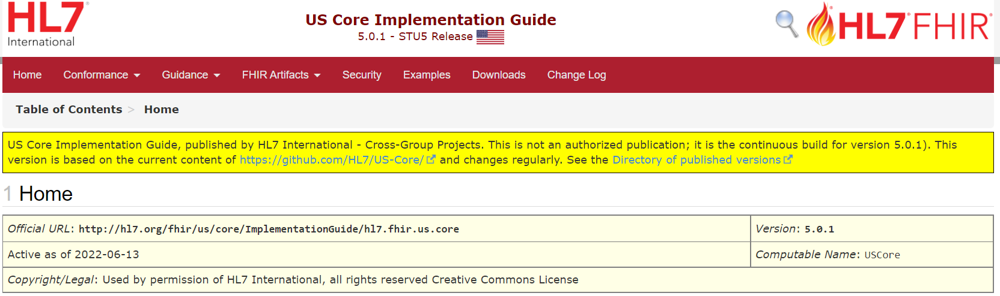 HL7
International
US Core Implementation Guide
5.0.1 - STU5 Release
HL7 FHIR
Home Conformance Guidance FHIR Artifacts Security Examples Downloads Change Log
Table of Contents > Home
US Core Implementation Guide, published by HL7 International - Cross-Group Projects. This is not an authorized publication; it is the continuous build for version 5.0.1). This
version is based on the current content of https://github.com/HL7/US-Core/ and changes regularly. See the Directory of published versions
1 Home
Official URL: http://hl7.org/fhir/us/core/ImplementationGuide/hl7.fhir.us.core Version: 5.0.1
Active as of 2022-06-13 Computable Name: USCore
Copyright/Legal: Used by permission of HL7 International, all rights reserved Creative Commons License